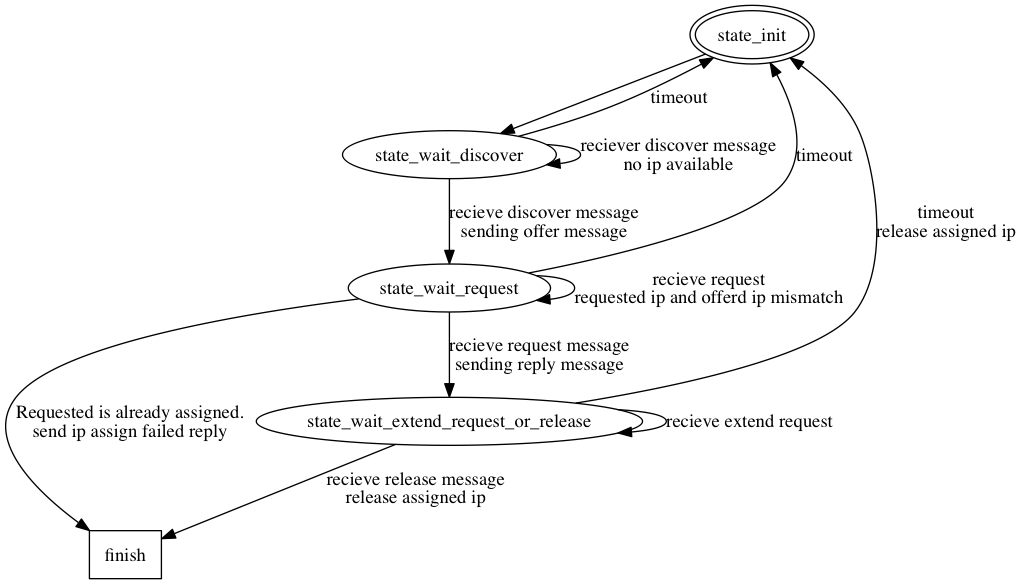 state_init
timeout
state_wait_discover
reciever discover message
no ip available
timeout
recieve discover message
sending offer message
timeout
release assigned ip
state_wait_request
recieve request
requested ip and offerd ip mismatch
recieve request message
sending reply message
Requested is already assigned.
send ip assign failed reply
state_wait_extend_request_or_release
recieve extend request
recieve release message
release assigned ip
finish